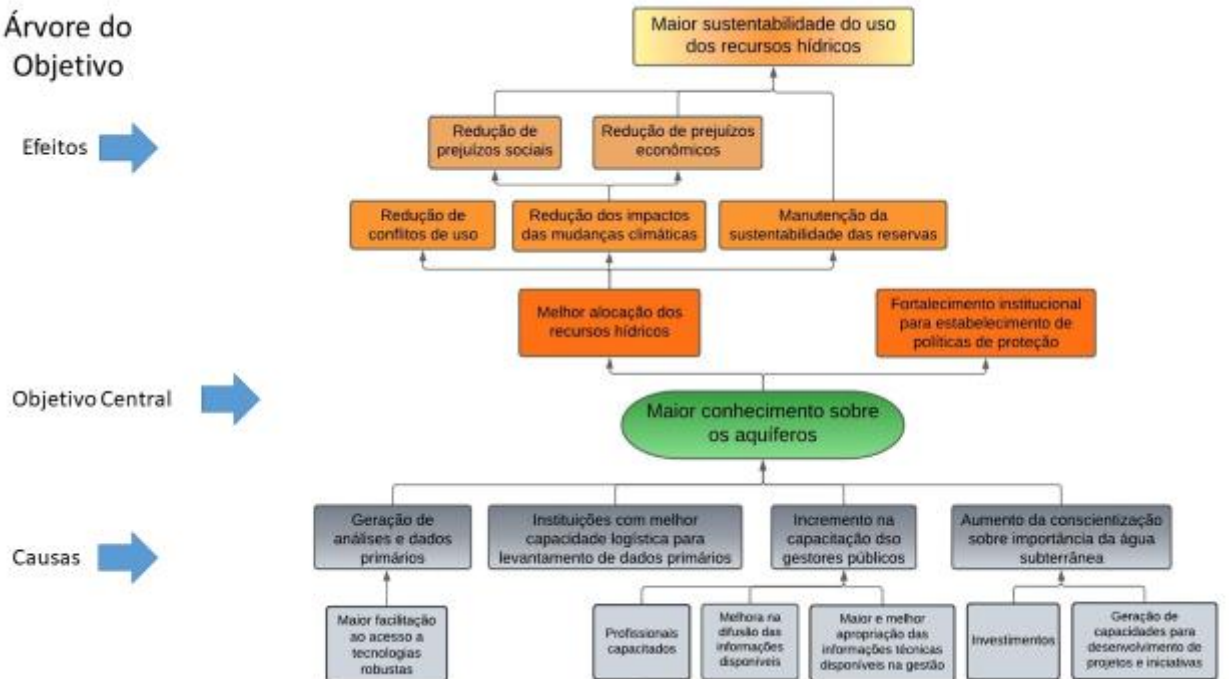 Árvore do
Objetivo
Maior sustentabilidade do uso
dos recursos hídricos
Efeitos
Redução de
prejuízos sociais
Redução de prejuízos
econômicos
Redução de
conflitos de uso
Redução dos impactos
das mudanças climáticas
Manutenção da
sustentabilidade das reservas
Melhor alocação dos
recursos hídricos
Fortalecimento institucional
para estabelecimento de
políticas de proteção
Objetivo Central
Maior conhecimento sobre
os aquíferos
Causas
Geração de
análises e dados
primários
Instituições com melhor
capacidade logística para
levantamento de dados primários
Incremento na
capacitação dso
gestores públicos
Aumento da conscientização
sobre importância da água
subterrânea
Maior facilitação
ao acesso a
tecnologias
robustas
Profissionais
capacitados
Melhora na
difusão das
informações
disponíveis
Maior e melhor
apropriação das
informações técnicas
disponíveis na gestão
Investimentos
Geração de
capacidades para
desenvolvimento de
projetos e iniciativas